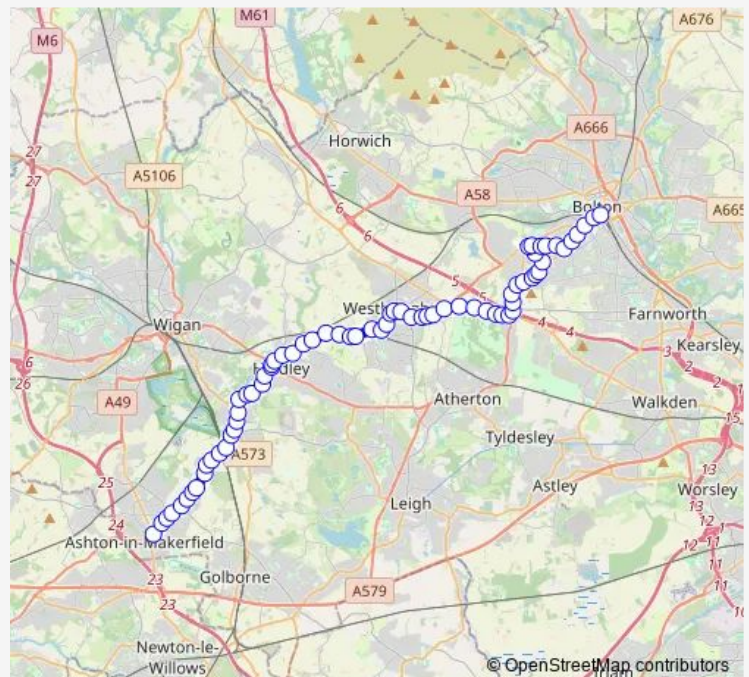 M61
A676
M6
27
27
Horwich
A666
A5106
A58
6
6
Bolton
A665
5
5
Wigan
4
4
Farnworth
3
Kearsley
2
2
6
26
A49
Atherton
Walkden
15
Tyldesley
A573
25
13
Astley
Worsley
24
Leigh
13
12
12
11
Ashton-in-Makerfield
11
11
23
23
Golborne
A579
Newton-le-
Willows
© OpenStreetMap contributors